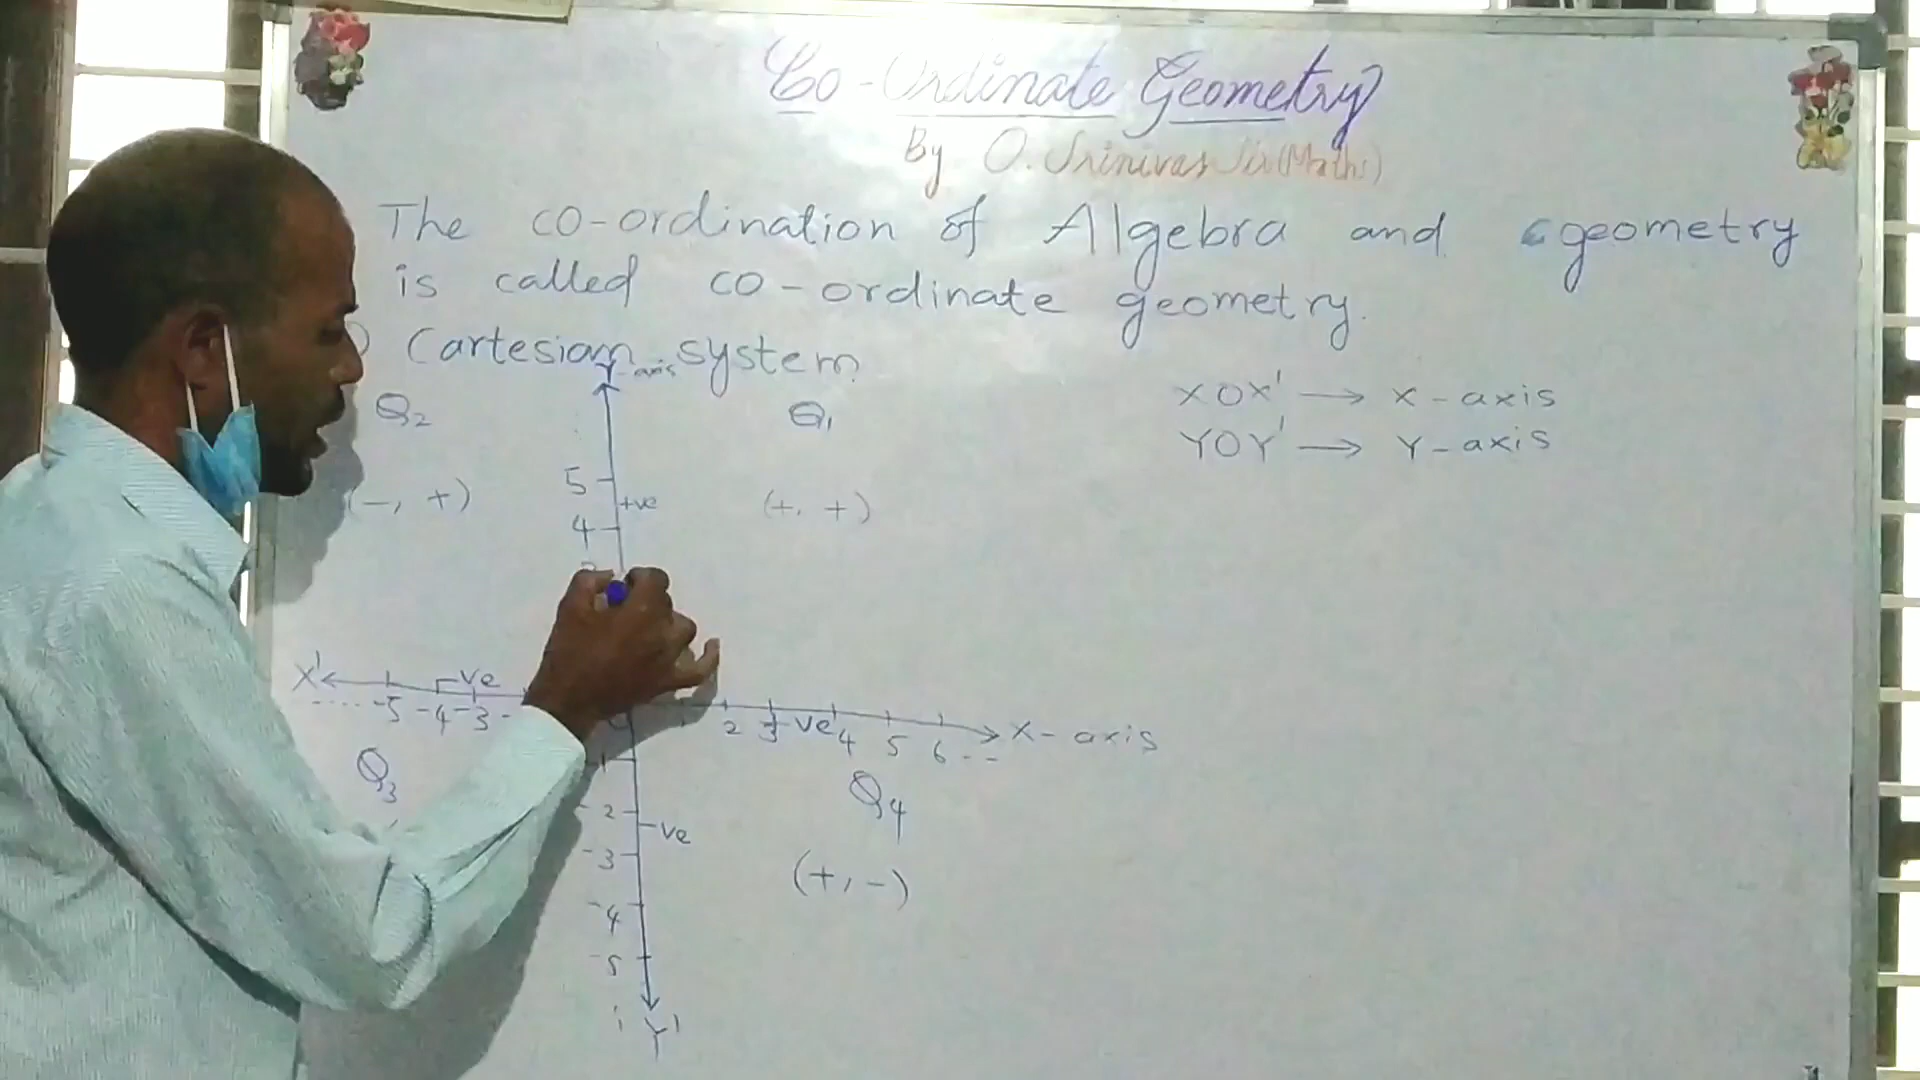 Co-Ordinate Geometry
By O. Srinivas Sir (Maths)
The co-ordination of Algebra and geometry
is called co-ordinate geometry.
) Cartesian system
Y-axis
XOX' → X-axis
YOY' → Y-axis
Q2 Q1
5
+ve
(-, +) (+, +)
4
X' -ve
.... -5 -4 -3 - 2 3 +ve 4 5 6 -- X-axis
Q3 Q4
-2
-ve
-3
(+, -)
-4
-5
Y'